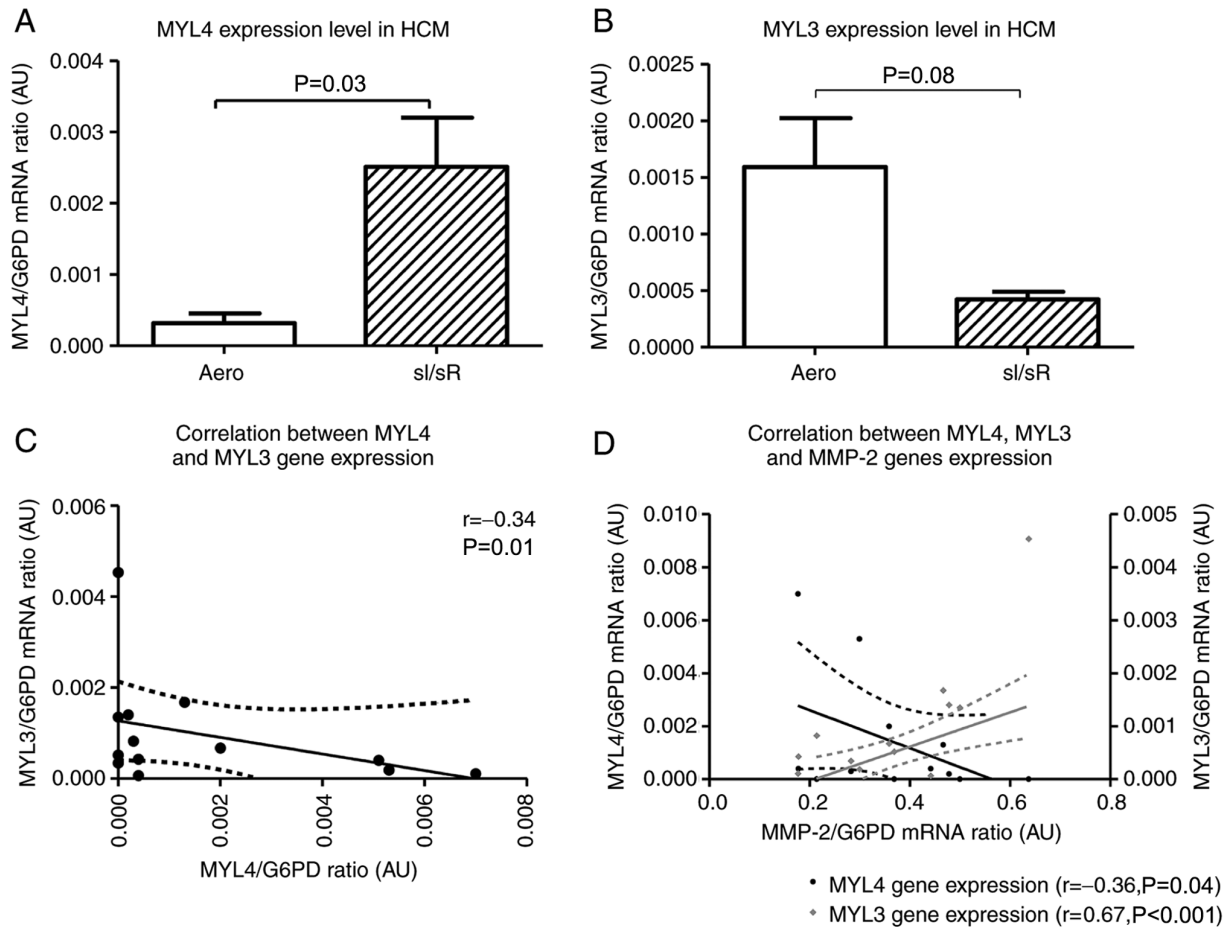 A
MYL4 expression level in HCM
MYL4/G6PD mRNA ratio (AU)
0.004
0.003
0.002
0.001
0.000
P=0.03
Aero
sI/sR
B
MYL3 expression level in HCM
MYL3/G6PD mRNA ratio (AU)
0.0025
0.0020
0.0015
0.0010
0.0005
0.0000
P=0.08
Aero
sI/sR
C
Correlation between MYL4
and MYL3 gene expression
MYL3/G6PD mRNA ratio (AU)
0.006
0.004
0.002
0.000
r=−0.34
P=0.01
0.000
0.002
0.004
0.006
0.008
MYL4/G6PD ratio (AU)
D
Correlation between MYL4, MYL3
and MMP-2 genes expression
MYL4/G6PD mRNA ratio (AU)
0.010
0.008
0.006
0.004
0.002
0.000
MYL3/G6PD mRNA ratio (AU)
0.005
0.004
0.003
0.002
0.001
0.000
0.0 0.2 0.4 0.6 0.8
MMP-2/G6PD mRNA ratio (AU)
MYL4 gene expression (r=−0.36,P=0.04)
MYL3 gene expression (r=0.67,P<0.001)